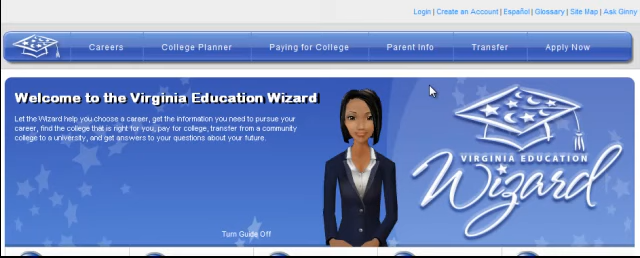 Login | Create an Account | Español | Glossary | Site Map | Ask Ginny
Careers College Planner Paying for College Parent Info Transfer Apply Now
Welcome to the Virginia Education Wizard
Let the Wizard help you choose a career, get the information you need to pursue your
career, find the college that is right for you, pay for college, transfer from a community
college to a university, and get answers to your questions about your future.
VIRGINIA EDUCATION
Wizard
Turn Guide Off